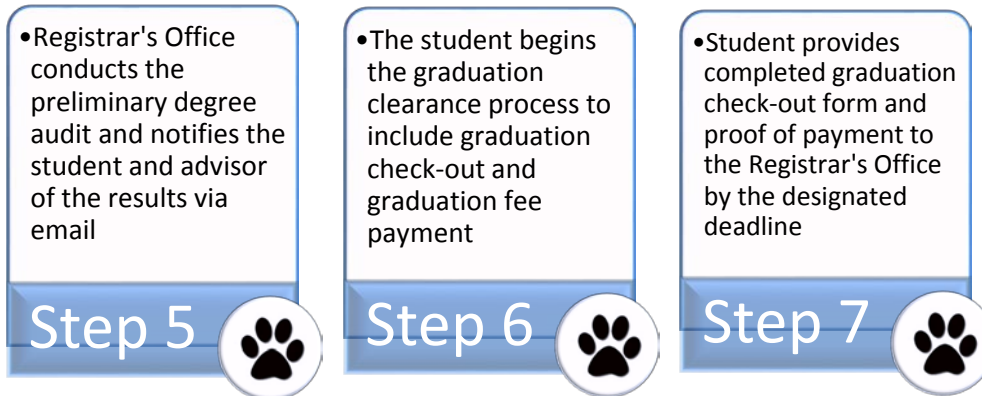 •Registrar's Office
conducts the
preliminary degree
audit and notifies the
student and advisor
of the results via
email
Step 5
•The student begins
the graduation
clearance process to
include graduation
check-out and
graduation fee
payment
Step 6
•Student provides
completed graduation
check-out form and
proof of payment to
the Registrar's Office
by the designated
deadline
Step 7